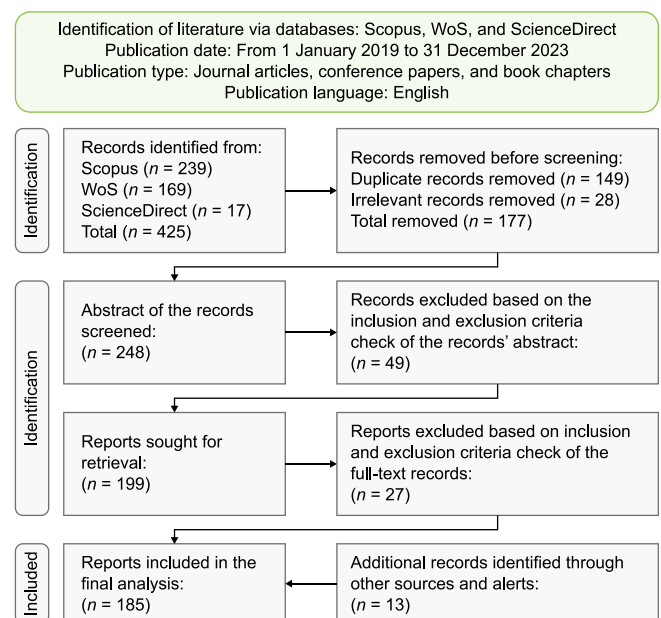 Identification of literature via databases: Scopus, WoS, and ScienceDirect
Publication date: From 1 January 2019 to 31 December 2023
Publication type: Journal articles, conference papers, and book chapters
Publication language: English
Identification
Records identified from:
Scopus (n = 239)
WoS (n = 169)
ScienceDirect (n = 17)
Total (n = 425)
Records removed before screening:
Duplicate records removed (n = 149)
Irrelevant records removed (n = 28)
Total removed (n = 177)
Identification
Abstract of the records
screened:
(n = 248)
Records excluded based on the
inclusion and exclusion criteria
check of the records' abstract:
(n = 49)
Reports sought for
retrieval:
(n = 199)
Reports excluded based on inclusion
and exclusion criteria check of the
full-text records:
(n = 27)
Included
Reports included in the
final analysis:
(n = 185)
Additional records identified through
other sources and alerts:
(n = 13)